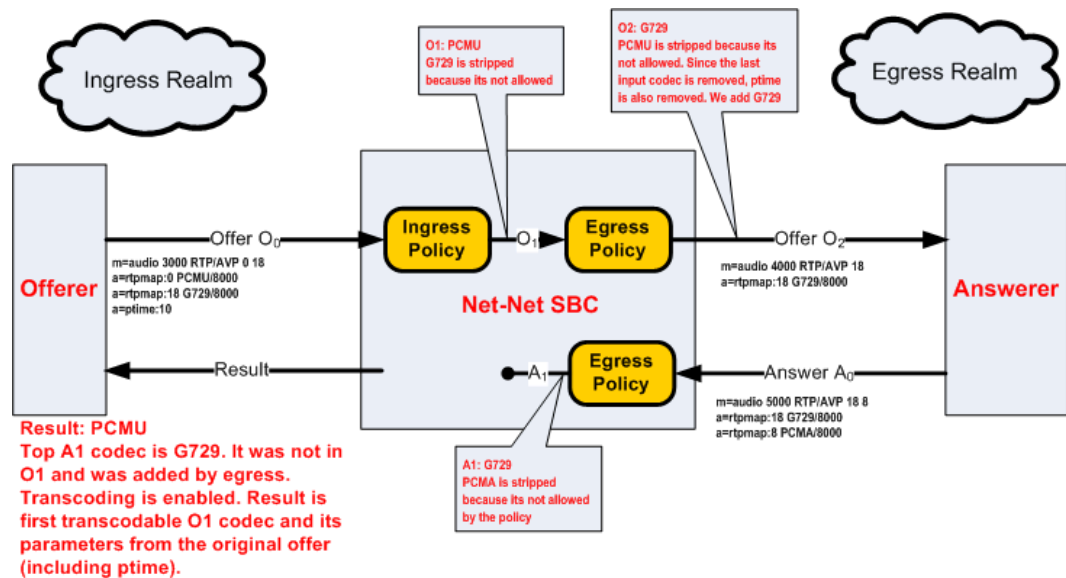 Ingress Realm
O1: PCMU
G729 is stripped
because its not allowed
O2: G729
PCMU is stripped because its
not allowed. Since the last
input codec is removed, ptime
is also removed. We add G729
Egress Realm
Offerer
Offer O0
m=audio 3000 RTP/AVP 0 18
a=rtpmap:0 PCMU/8000
a=rtpmap:18 G729/8000
a=ptime:10
Ingress
Policy
O1
Egress
Policy
Offer O2
m=audio 4000 RTP/AVP 18
a=rtpmap:18 G729/8000
Answerer
Net-Net SBC
Result
A1
Egress
Policy
Answer A0
m=audio 5000 RTP/AVP 18 8
a=rtpmap:18 G729/8000
a=rtpmap:8 PCMA/8000
Result: PCMU
Top A1 codec is G729. It was not in
O1 and was added by egress.
Transcoding is enabled. Result is
first transcodable O1 codec and its
parameters from the original offer
(including ptime).
A1: G729
PCMA is stripped
because its not allowed
by the policy